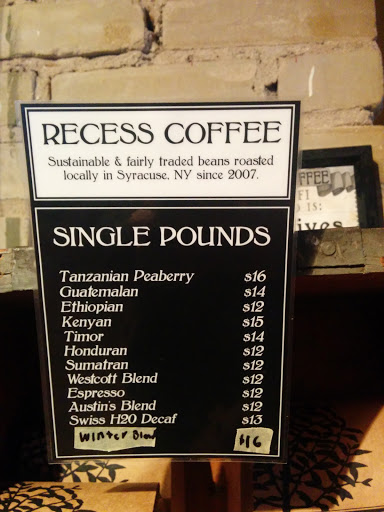 RECESS COFFEE
Sustainable & fairly traded beans roasted
locally in Syracuse, NY since 2007.
SINGLE POUNDS
Tanzanian Peaberry $16
Guatemalan $14
Ethiopian $12
Kenyan $15
Timor $14
Honduran $12
Sumatran $12
Westcott Blend $12
Espresso $12
Austin's Blend $12
Swiss H20 Decaf $13
Winter $16